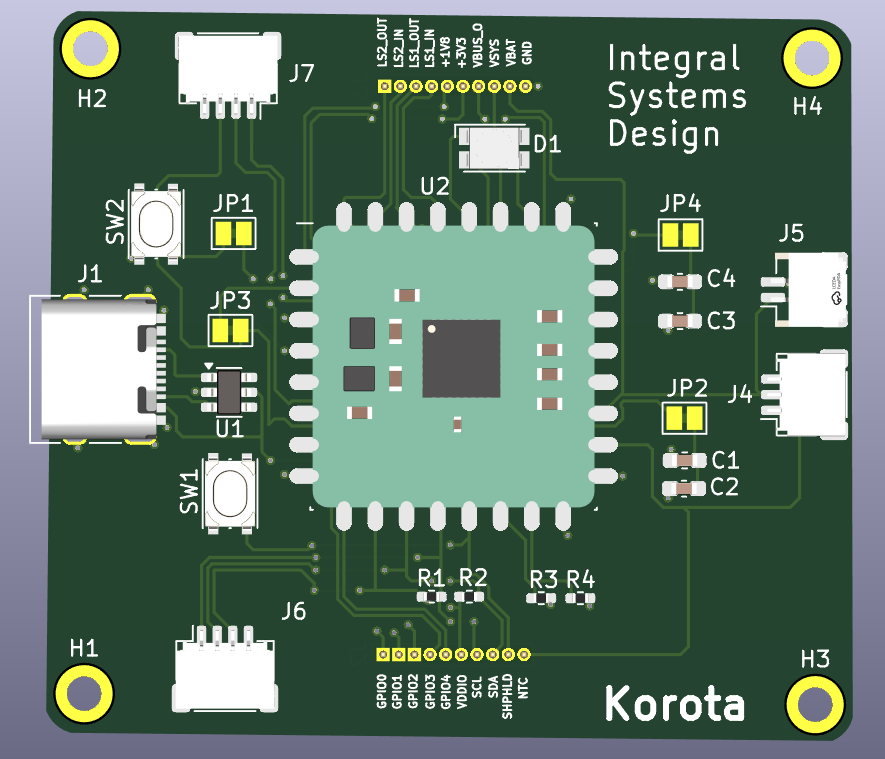 LS2_OUT
LS2_IN
LS1_OUT
LS1_IN
+1V8
+3V3
VBUS_O
VSYS
VBAT
GND
Integral
Systems
Design
J7
H2
H4
D1
U2
SW2
JP1
JP4
J5
J1
C4
JP3
C3
JP2
J4
U1
C1
SW1
C2
R1
R2
R3
R4
J6
H1
H3
GPIO0
GPIO1
GPIO2
GPIO3
GPIO4
VDDIO
SCL
SDA
SHPHLD
NTC
Korota